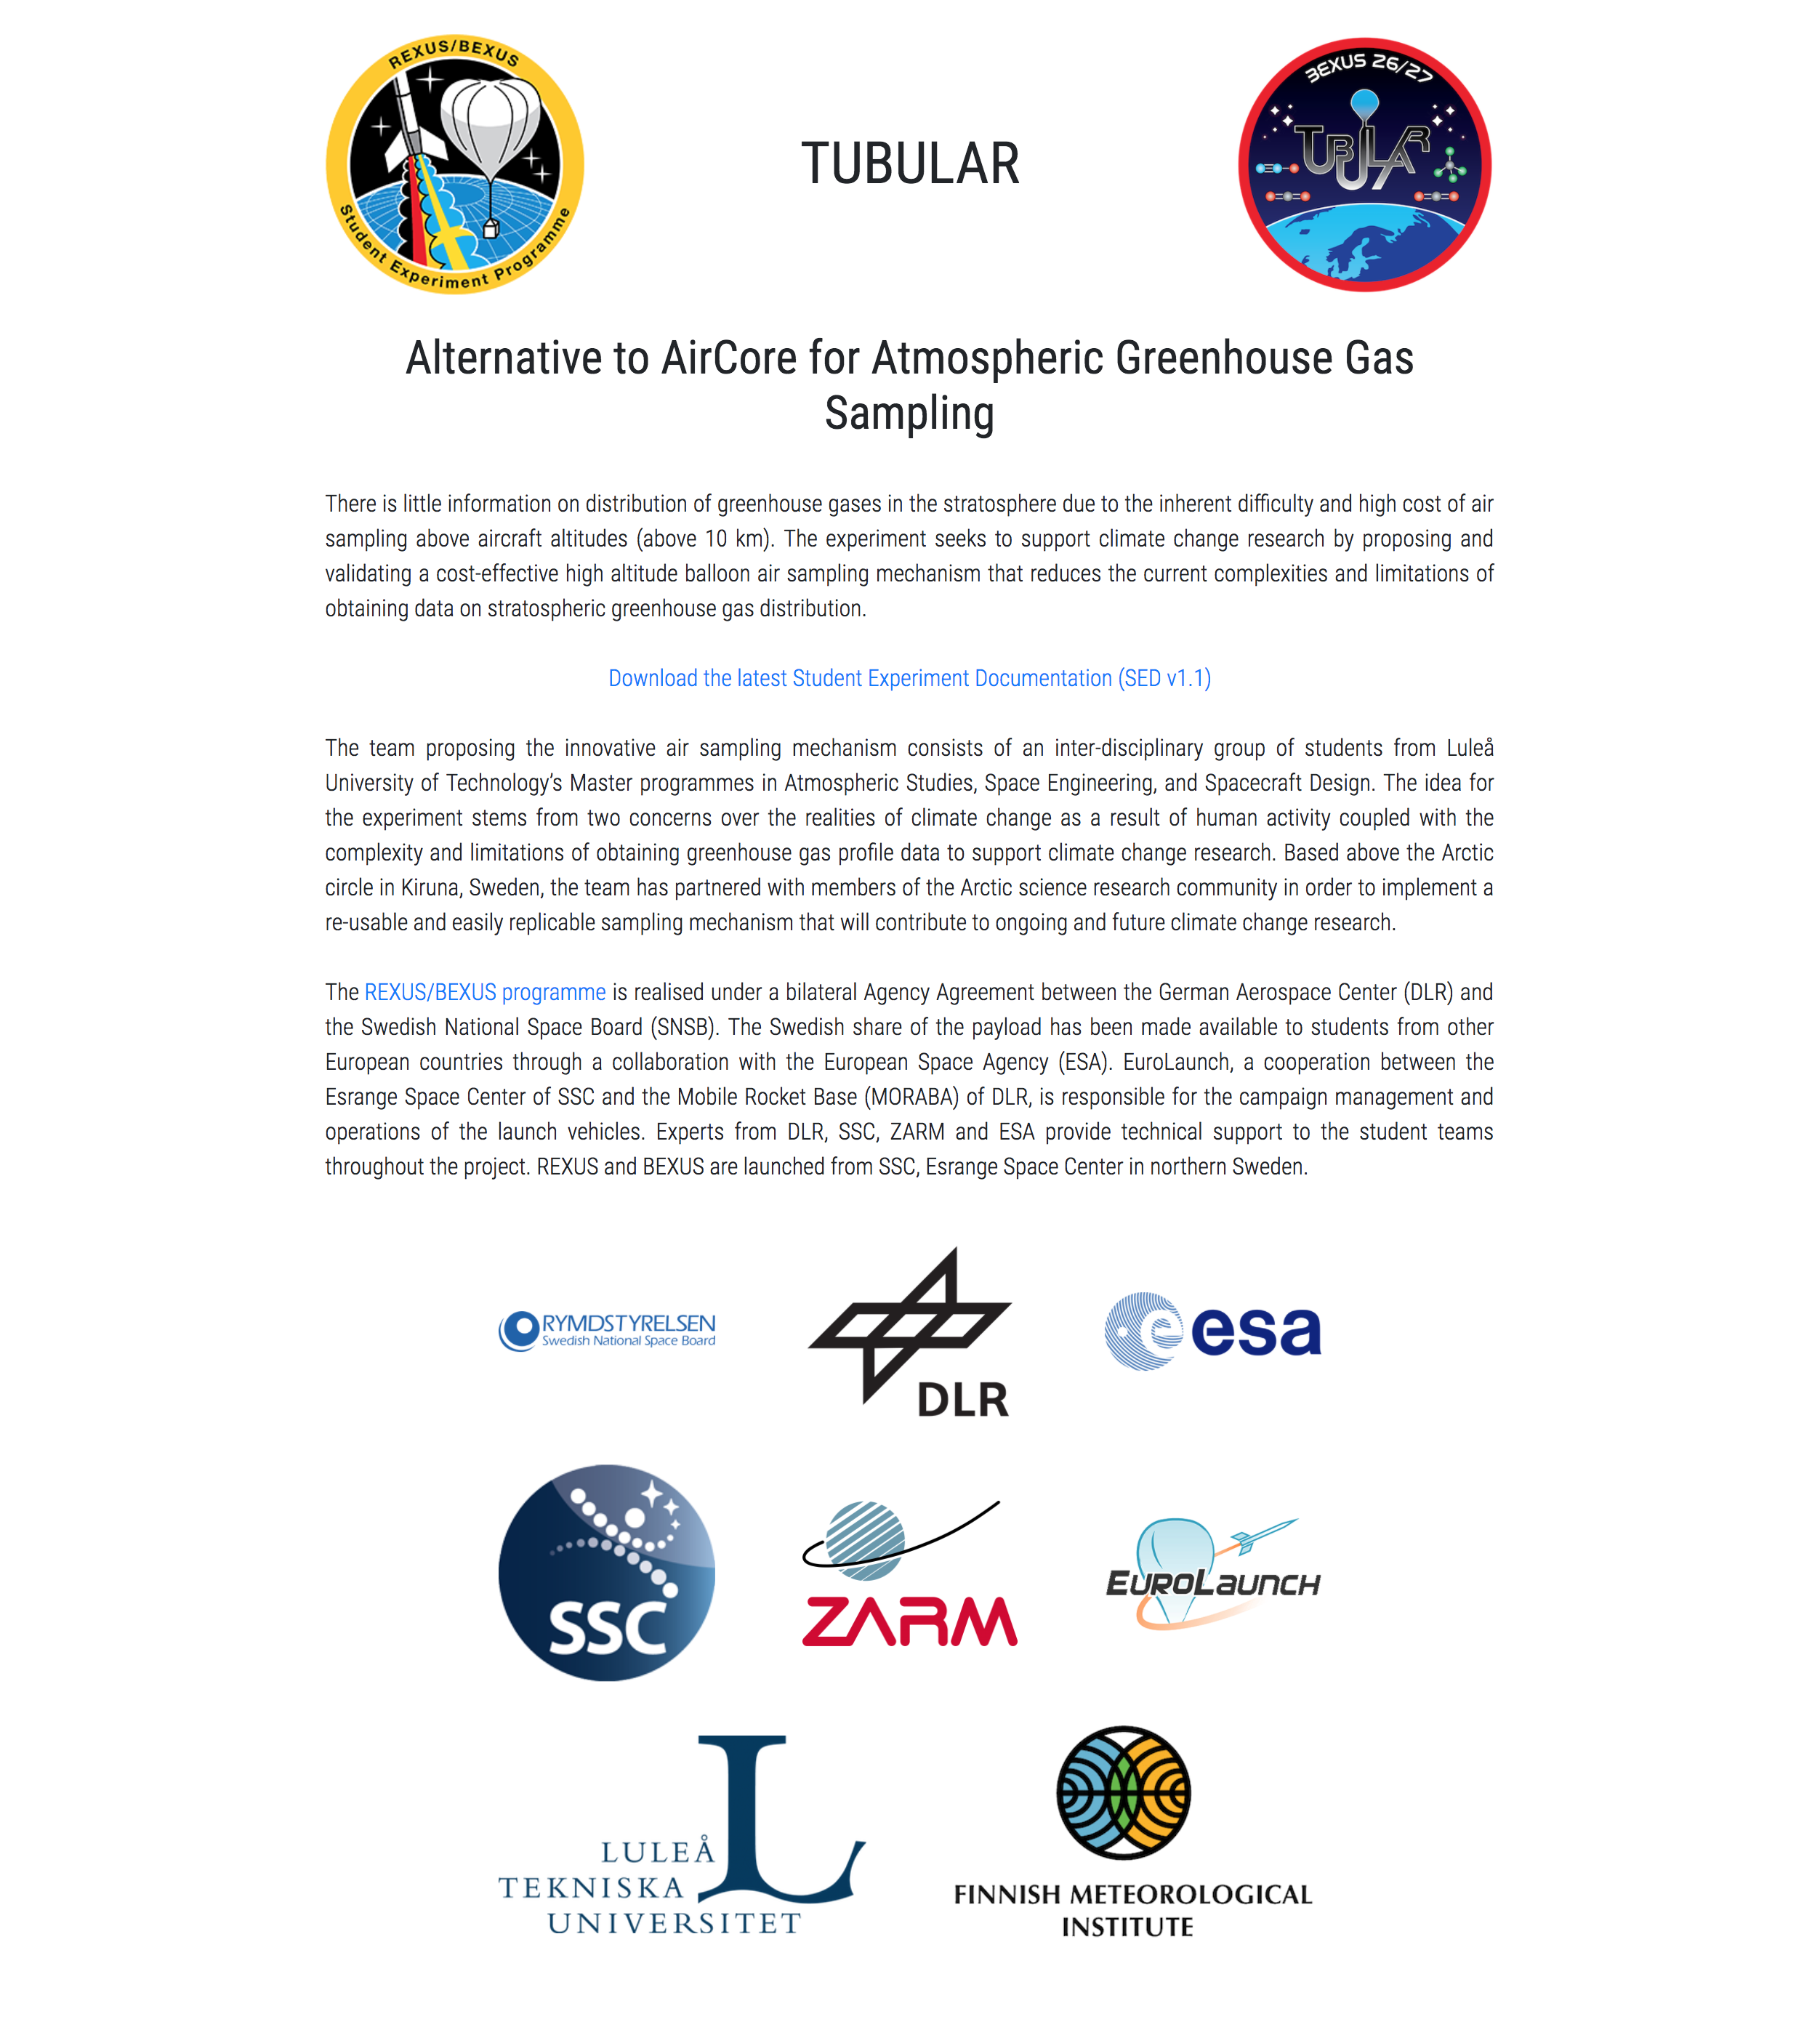 REXUS/BEXUS
Student Experiment Programme
TUBULAR
BEXUS 26/27
TUBULAR
Alternative to AirCore for Atmospheric Greenhouse Gas
Sampling
There is little information on distribution of greenhouse gases in the stratosphere due to the inherent difficulty and high cost of air
sampling above aircraft altitudes (above 10 km). The experiment seeks to support climate change research by proposing and
validating a cost-effective high altitude balloon air sampling mechanism that reduces the current complexities and limitations of
obtaining data on stratospheric greenhouse gas distribution.
Download the latest Student Experiment Documentation (SED v1.1)
The team proposing the innovative air sampling mechanism consists of an inter-disciplinary group of students from Luleå
University of Technology’s Master programmes in Atmospheric Studies, Space Engineering, and Spacecraft Design. The idea for
the experiment stems from two concerns over the realities of climate change as a result of human activity coupled with the
complexity and limitations of obtaining greenhouse gas profile data to support climate change research. Based above the Arctic
circle in Kiruna, Sweden, the team has partnered with members of the Arctic science research community in order to implement a
re-usable and easily replicable sampling mechanism that will contribute to ongoing and future climate change research.
The REXUS/BEXUS programme is realised under a bilateral Agency Agreement between the German Aerospace Center (DLR) and
the Swedish National Space Board (SNSB). The Swedish share of the payload has been made available to students from other
European countries through a collaboration with the European Space Agency (ESA). EuroLaunch, a cooperation between the
Esrange Space Center of SSC and the Mobile Rocket Base (MORABA) of DLR, is responsible for the campaign management and
operations of the launch vehicles. Experts from DLR, SSC, ZARM and ESA provide technical support to the student teams
throughout the project. REXUS and BEXUS are launched from SSC, Esrange Space Center in northern Sweden.
RYMDSTYRELSEN
Swedish National Space Board
DLR
esa
SSC
ZARM
EUROLAUNCH
LULEÅ
TEKNISKA
UNIVERSITET
L
FINNISH METEOROLOGICAL
INSTITUTE